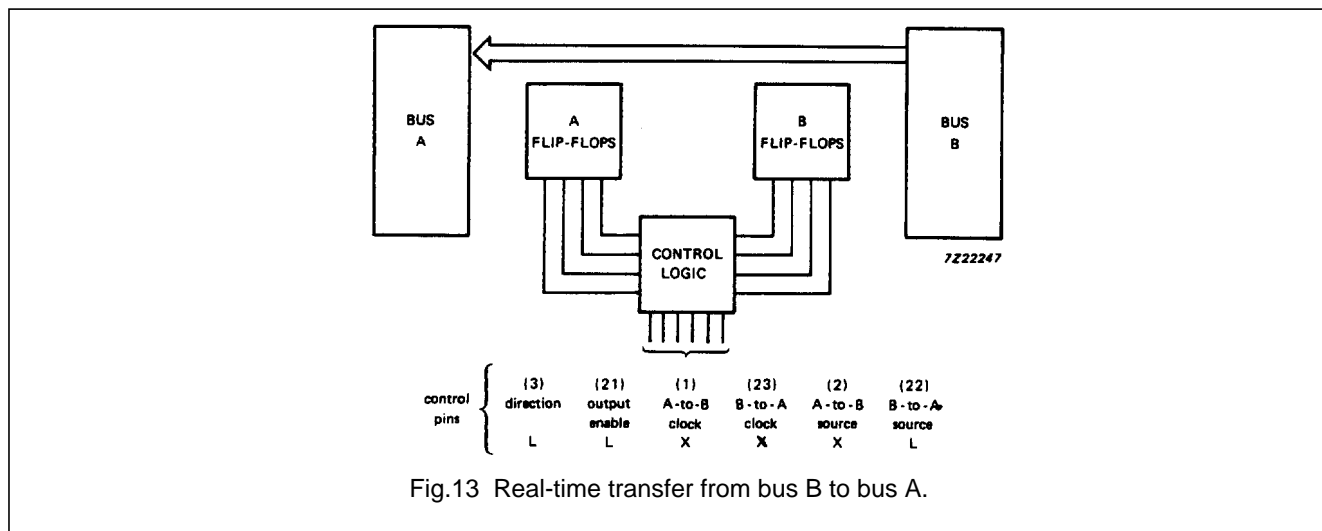 BUS
A
A
FLIP-FLOPS
B
FLIP-FLOPS
BUS
B
CONTROL
LOGIC
7Z22247
control
pins
(3) (21) (1) (23) (2) (22)
direction output A-to-B B-to-A A-to-B B-to-A
enable clock clock source source
L L X X X L
Fig.13 Real-time transfer from bus B to bus A.